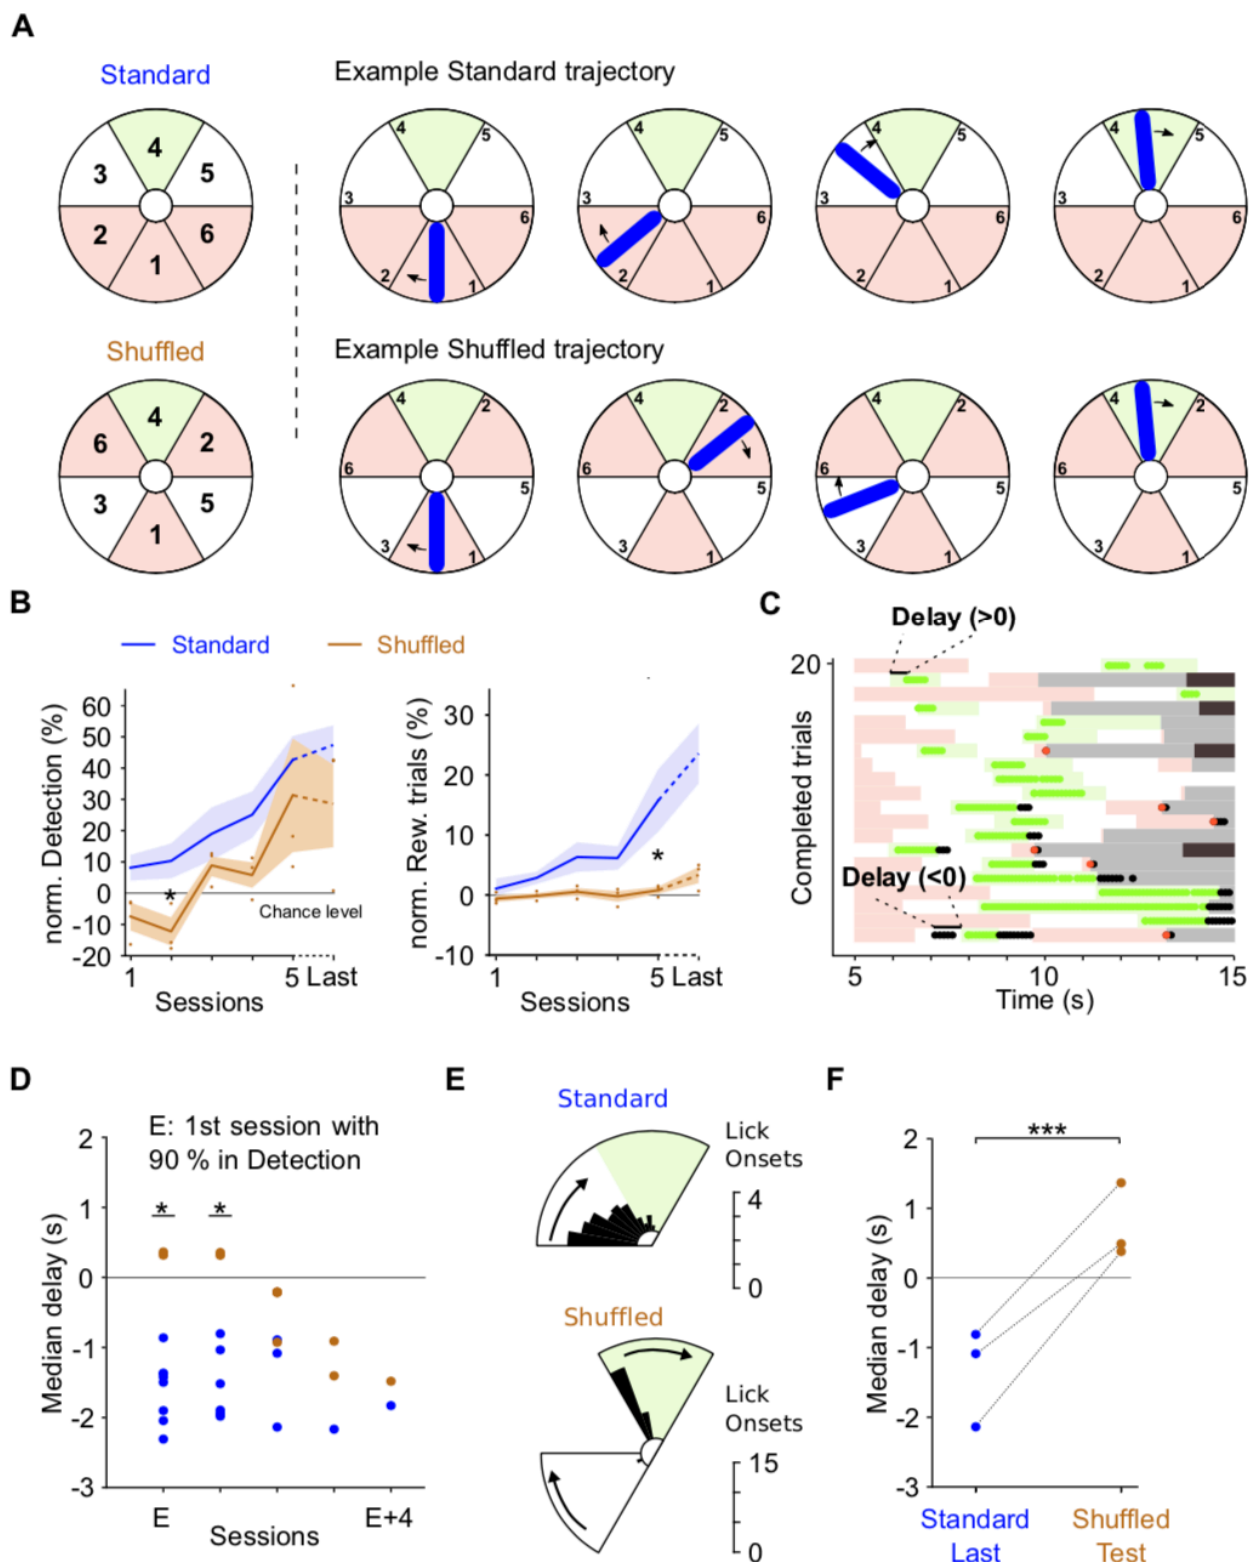 A
Standard
Example Standard trajectory
4
3
5
2
6
1
4
5
3
6
2
1
4
5
3
6
2
1
4
5
3
6
2
1
4
5
3
6
2
1
Shuffled
Example Shuffled trajectory
4
6
2
3
5
1
4
2
6
5
3
1
4
2
6
5
3
1
4
2
6
5
3
1
4
2
6
5
3
1
B
Standard
Shuffled
norm. Detection (%)
60
50
40
30
20
10
0
-10
-20
*
Chance level
1
5
Last
Sessions
norm. Rew. trials (%)
30
20
10
0
-10
*
1
5
Last
Sessions
C
Delay (>0)
20
Completed trials
Delay (<0)
5
10
15
Time (s)
D
E: 1st session with
90 % in Detection
Median delay (s)
2
1
0
-1
-2
-3
*
*
E
E+4
Sessions
E
Standard
Lick
Onsets
4
0
Shuffled
Lick
Onsets
15
0
F
Median delay (s)
2
1
0
-1
-2
-3
***
Standard
Last
Shuffled
Test